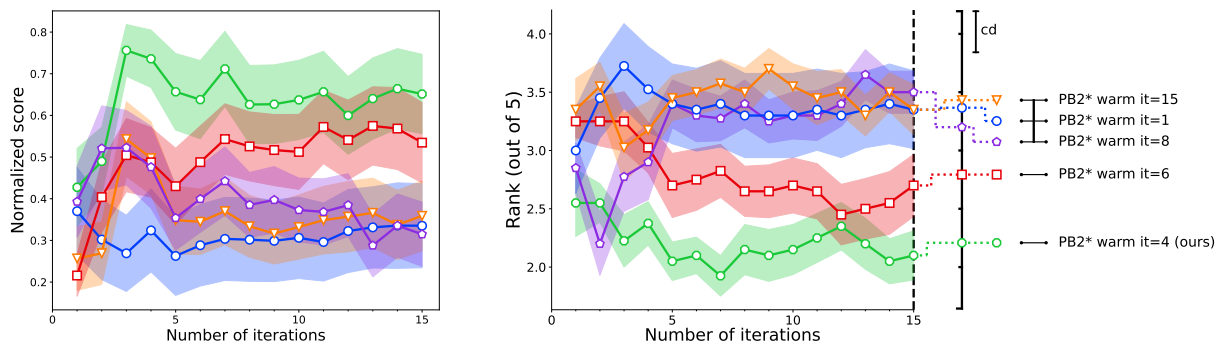 Normalized score
0.8
0.7
0.6
0.5
0.4
0.3
0.2
0
5
10
15
Number of iterations
Rank (out of 5)
4.0
3.5
3.0
2.5
2.0
0
5
10
15
Number of iterations
cd
PB2* warm it=15
PB2* warm it=1
PB2* warm it=8
PB2* warm it=6
PB2* warm it=4 (ours)